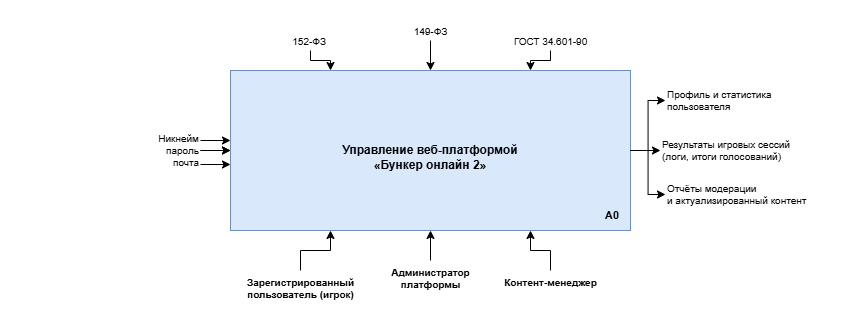 149-ФЗ
152-ФЗ
ГОСТ 34.601-90
Никнейм
пароль
почта
Управление веб-платформой
«Бункер онлайн 2»
A0
Профиль и статистика
пользователя
Результаты игровых сессий
(логи, итоги голосований)
Отчёты модерации
и актуализированный контент
Зарегистрированный
пользователь (игрок)
Администратор
платформы
Контент-менеджер